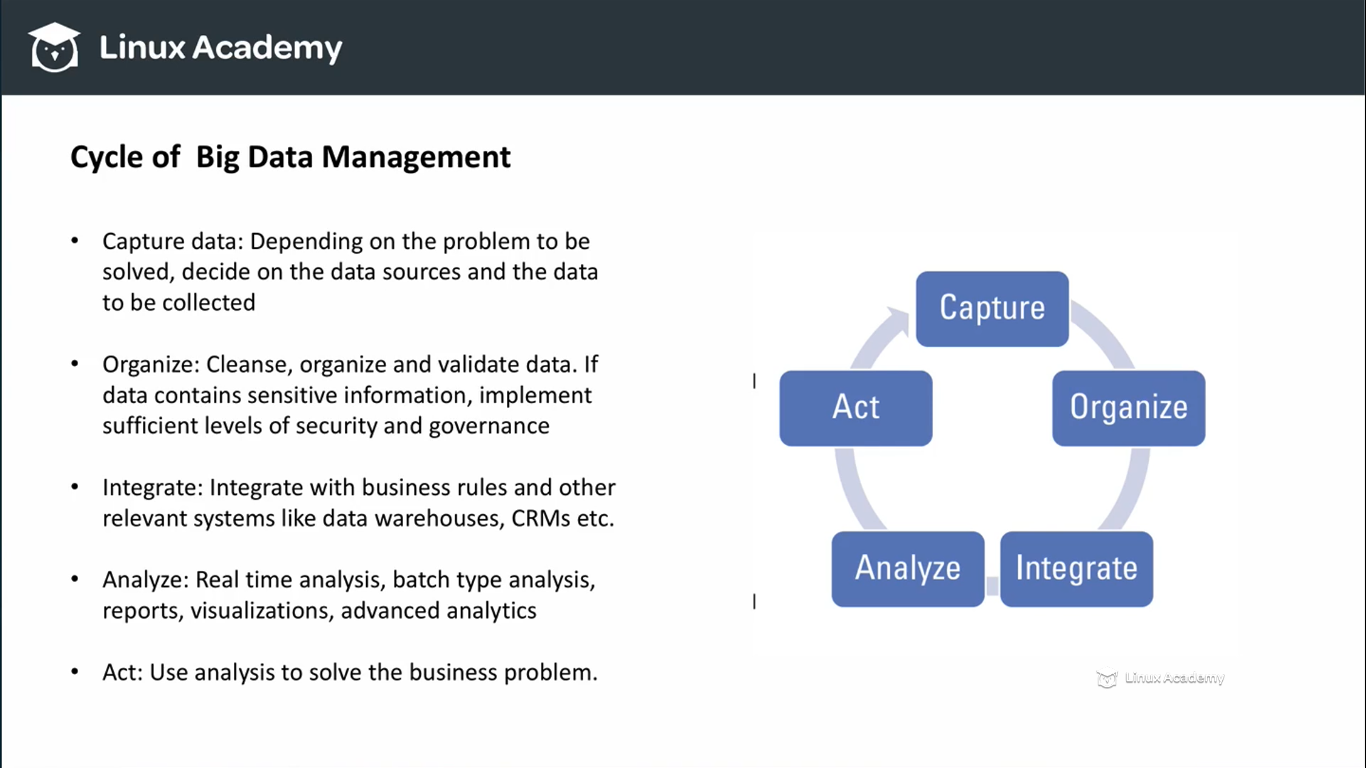 Linux Academy
Cycle of  Big Data Management
• Capture data: Depending on the problem to be
solved, decide on the data sources and the data
to be collected
• Organize: Cleanse, organize and validate data. If
data contains sensitive information, implement
sufficient levels of security and governance
• Integrate: Integrate with business rules and other
relevant systems like data warehouses, CRMs etc.
• Analyze: Real time analysis, batch type analysis,
reports, visualizations, advanced analytics
• Act: Use analysis to solve the business problem.
Capture
Act
Organize
Analyze
Integrate
Linux Academy